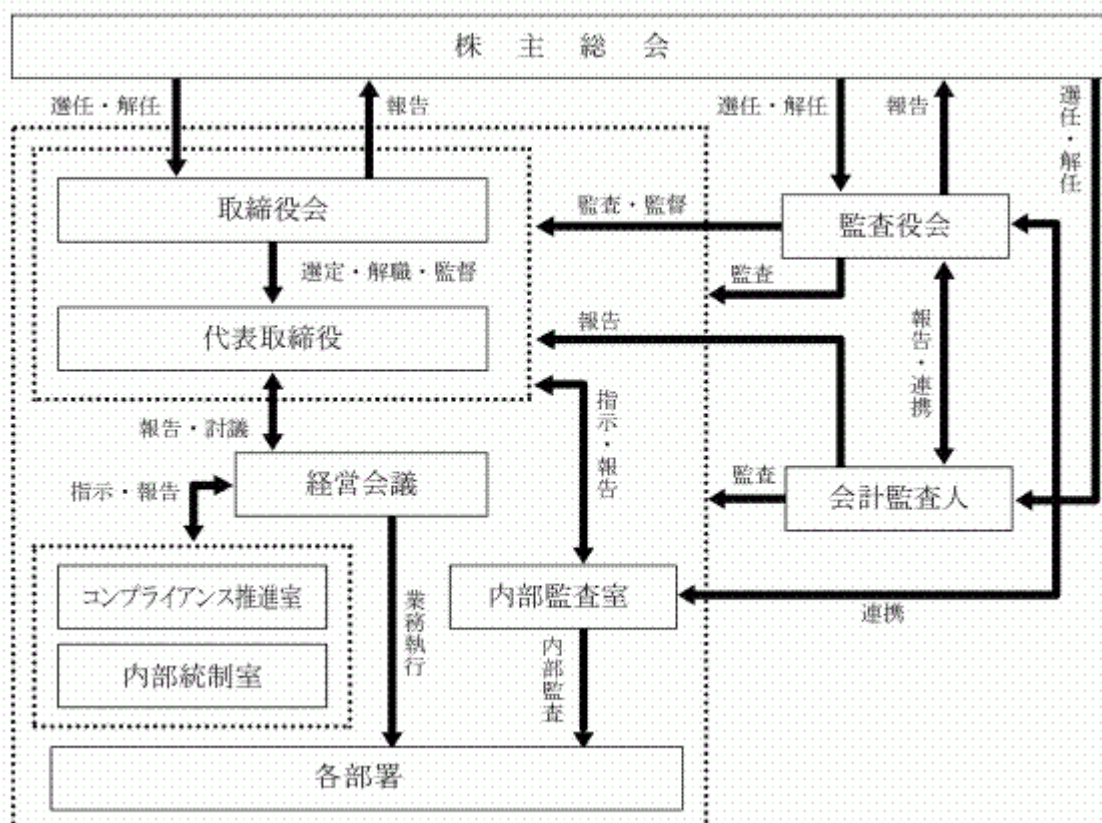 株主総会
選任・解任
報告
選任・解任
報告
選任・解任
取締役会
監査・監督
監査役会
選定・解職・監督
監査
代表取締役
報告
報告・連携
報告・討議
指示・報告
経営会議
指示・報告
監査
会計監査人
コンプライアンス推進室
業務執行
内部監査室
連携
内部統制室
内部監査
各部署